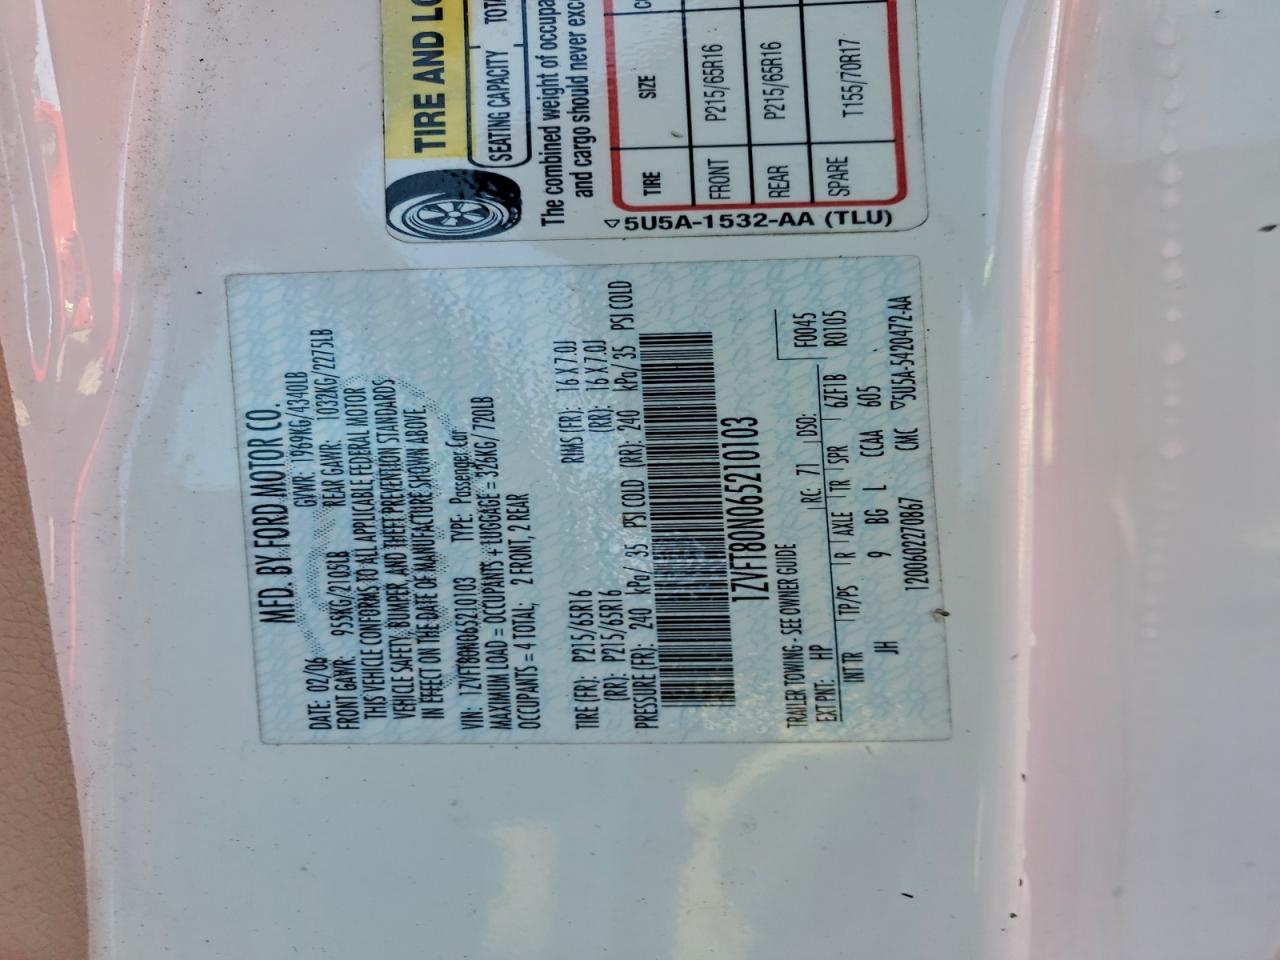 MFD. BY FORD MOTOR CO.
DATE: 02/06 GVWR: 1969KG/4340LB
FRONT GAWR: 955KG/2105LB REAR GAWR: 1032KG/2275LB
THIS VEHICLE CONFORMS TO ALL APPLICABLE FEDERAL MOTOR
VEHICLE SAFETY, BUMPER, AND THEFT PREVENTION STANDARDS
IN EFFECT ON THE DATE OF MANUFACTURE SHOWN ABOVE.
VIN: 1ZVFT80N065210103 TYPE: Passenger Car
MAXIMUM LOAD = OCCUPANTS + LUGGAGE = 326KG/ 720LB
OCCUPANTS = 4 TOTAL; 2 FRONT, 2 REAR
TIRE (FR): P215/65R16 RIMS (FR): 16 X 7.0J
(RR): P215/65R16 (RR): 16 X 7.0J
PRESSURE (FR): 240 kPa/ 35 PSI COLD (RR): 240 kPa/ 35 PSI COLD
1ZVFT80N065210103
TRAILER TOWING - SEE OWNER GUIDE F0045
EXT PNT: HP RC: 71 DSO: R0105
INT TR TP/PS R AXLE TR SPR 6ZF1B
JH 9 BG L CCAA 605
120060227086​7 CMC ▽5U5A-5420472-AA
TIRE AND LO
SEATING CAPACITY TOTA
The combined weight of occupa
and cargo should never exc
TIRE SIZE C
FRONT P215/65R16
REAR P215/65R16
SPARE T155/70R17
◁ 5U5A-1532-AA (TLU)